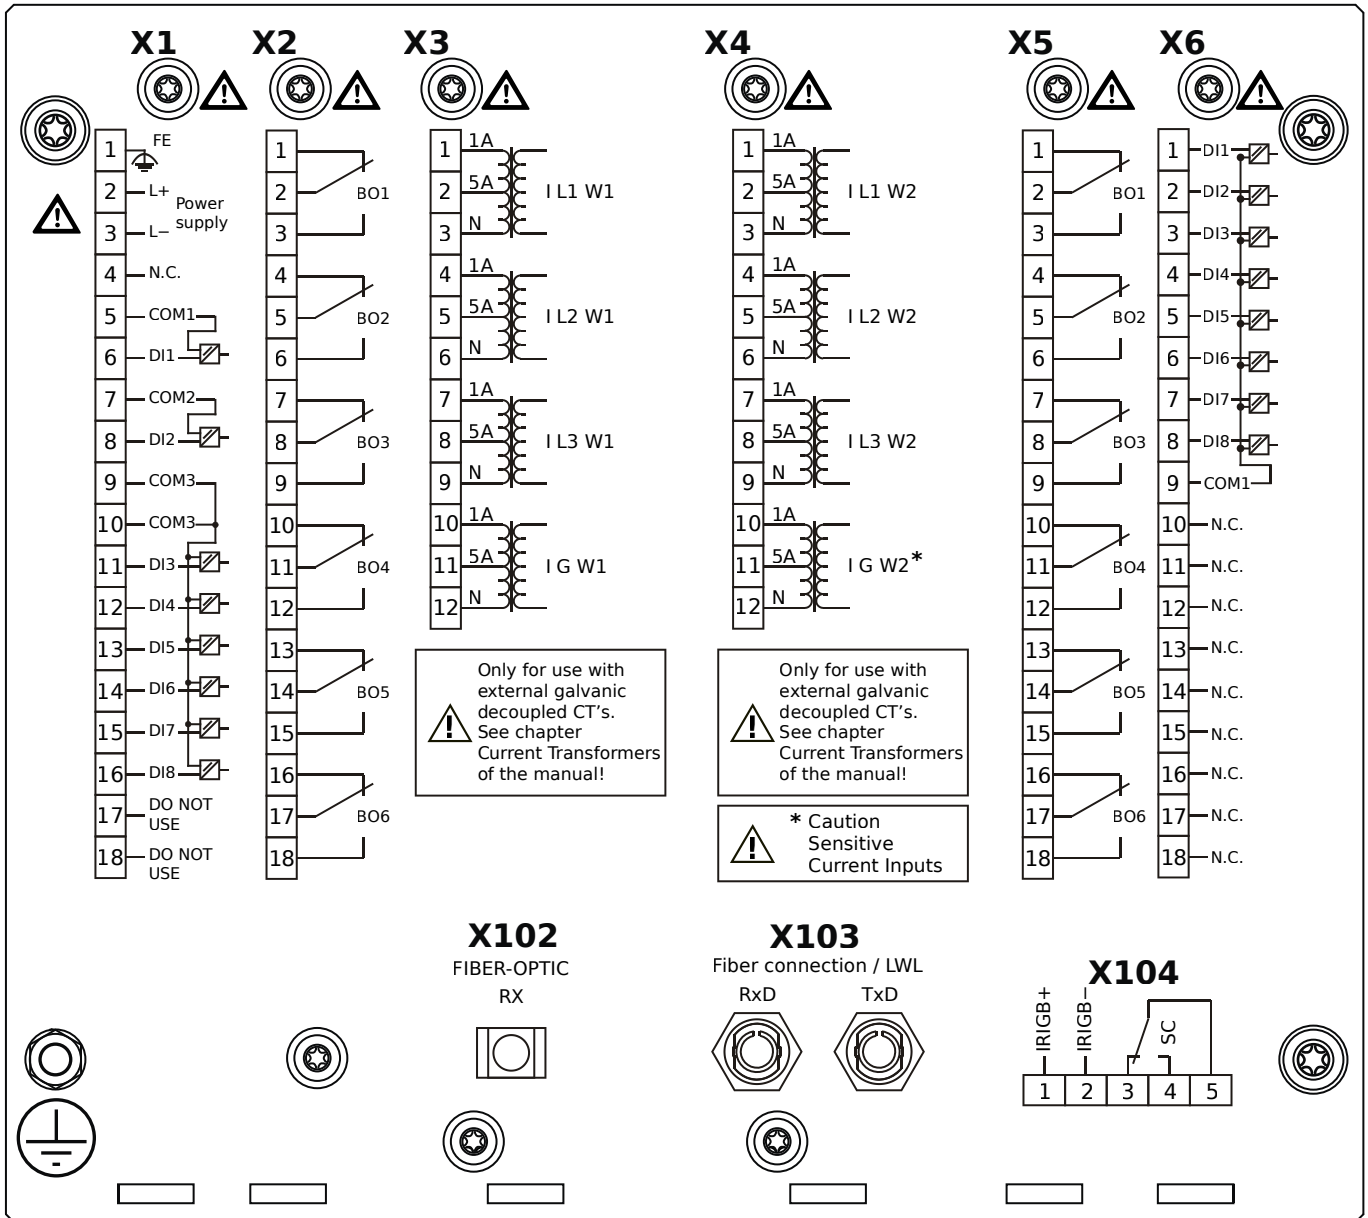 X1
X2
X3
X4
X5
X6
1 FE
2 L+
Power
supply
3 L−
4 N.C.
5 COM1
6 DI1
7 COM2
8 DI2
9 COM3
10 COM3
11 DI3
12 DI4
13 DI5
14 DI6
15 DI7
16 DI8
17 DO NOT
USE
18 DO NOT
USE
1
2 BO1
3
4
5 BO2
6
7
8 BO3
9
10
11 BO4
12
13
14 BO5
15
16
17 BO6
18
1 1A
2 5A I L1 W1
3 N
4 1A
5 5A I L2 W1
6 N
7 1A
8 5A I L3 W1
9 N
10 1A
11 5A I G W1
12 N
Only for use with
external galvanic
decoupled CT's.
See chapter
Current Transformers
of the manual!
1 1A
2 5A I L1 W2
3 N
4 1A
5 5A I L2 W2
6 N
7 1A
8 5A I L3 W2
9 N
10 1A
11 5A I G W2*
12 N
Only for use with
external galvanic
decoupled CT's.
See chapter
Current Transformers
of the manual!
* Caution
Sensitive
Current Inputs
1
2 BO1
3
4
5 BO2
6
7
8 BO3
9
10
11 BO4
12
13
14 BO5
15
16
17 BO6
18
1 DI1
2 DI2
3 DI3
4 DI4
5 DI5
6 DI6
7 DI7
8 DI8
9 COM1
10 N.C.
11 N.C.
12 N.C.
13 N.C.
14 N.C.
15 N.C.
16 N.C.
17 N.C.
18 N.C.
X102
FIBER-OPTIC
RX
X103
Fiber connection / LWL
RxD TxD
X104
IRIGB+
IRIGB−
SC
1 2 3 4 5